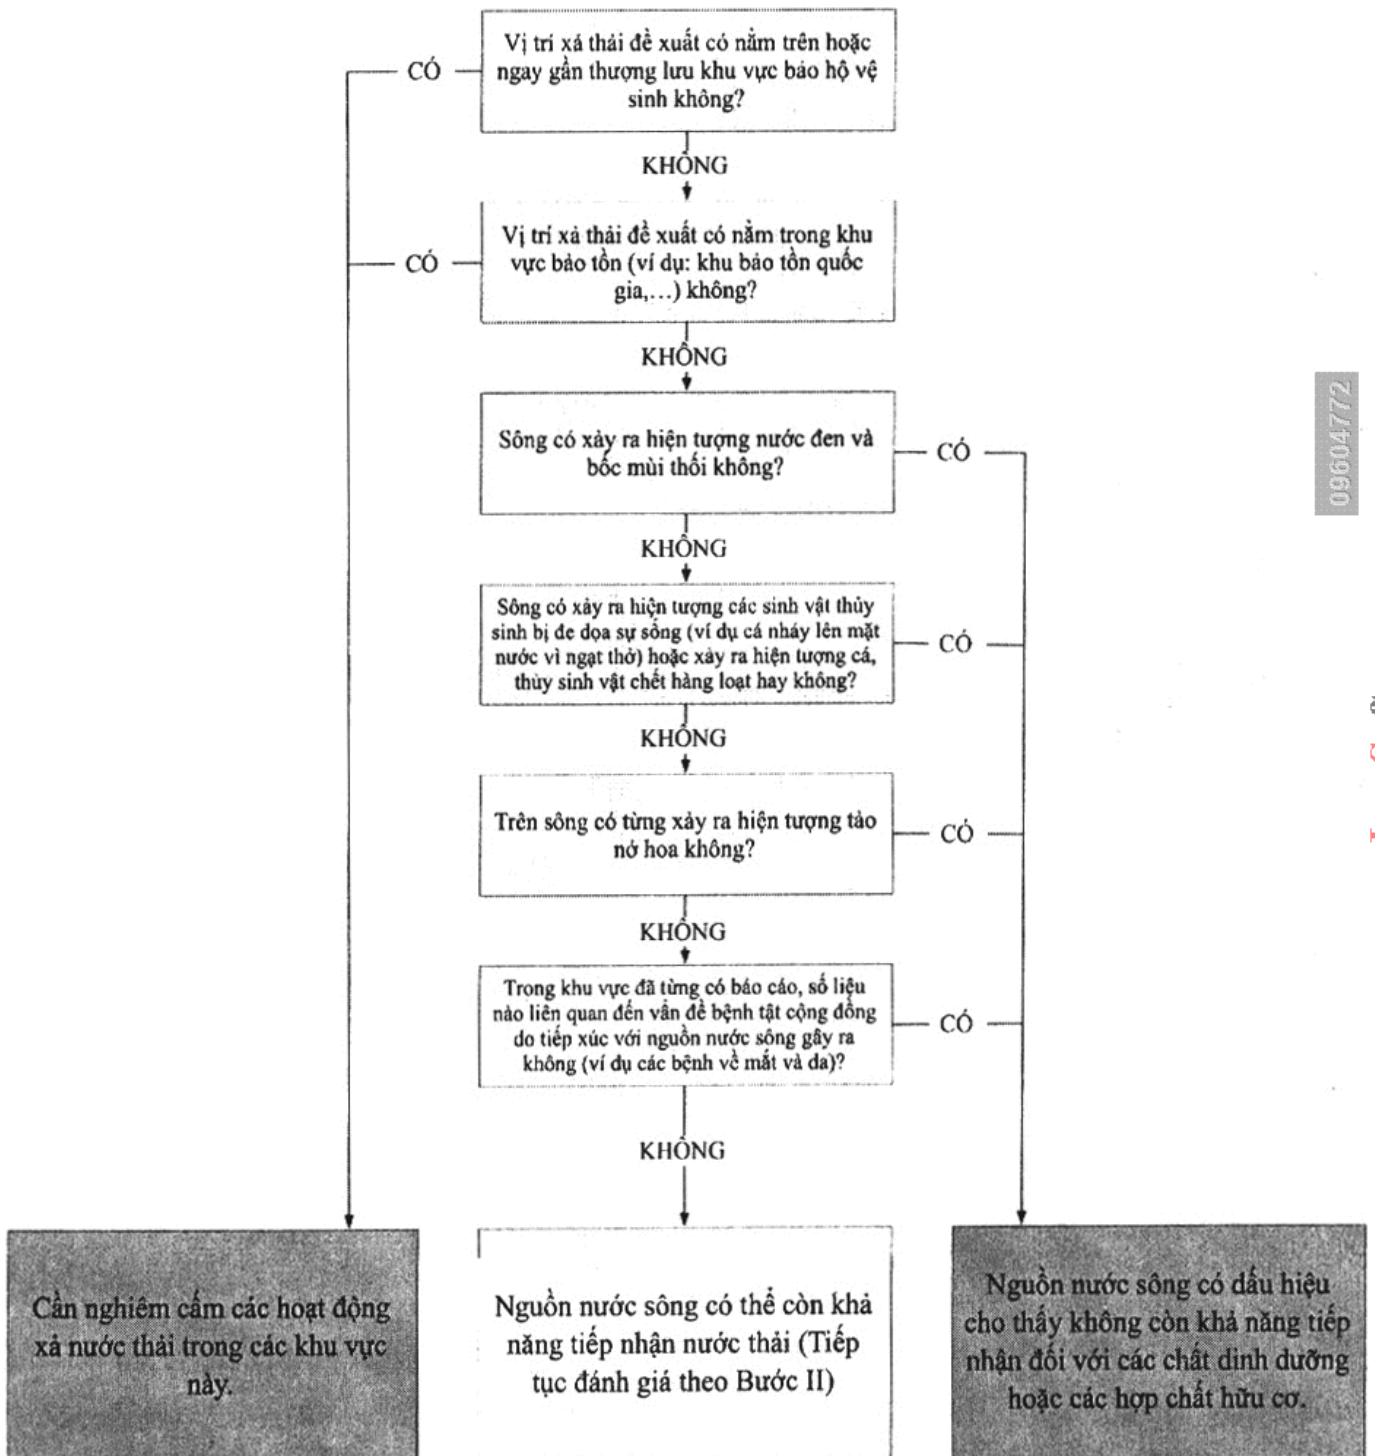 Vị trí xả thải đề xuất có nằm trên hoặc
ngay gần thượng lưu khu vực bảo hộ vệ
sinh không?
CÓ
KHÔNG
Vị trí xả thải đề xuất có nằm trong khu
vực bảo tồn (ví dụ: khu bảo tồn quốc
gia,...) không?
CÓ
KHÔNG
Sông có xảy ra hiện tượng nước đen và
bốc mùi thối không?
CÓ
KHÔNG
Sông có xảy ra hiện tượng các sinh vật thủy
sinh bị đe dọa sự sống (ví dụ cá nháy lên mặt
nước vì ngạt thở) hoặc xảy ra hiện tượng cá,
thủy sinh vật chết hàng loạt hay không?
CÓ
KHÔNG
Trên sông có từng xảy ra hiện tượng tảo
nở hoa không?
CÓ
KHÔNG
Trong khu vực đã từng có báo cáo, số liệu
nào liên quan đến vấn đề bệnh tật cộng đồng
do tiếp xúc với nguồn nước sông gây ra
không (ví dụ các bệnh về mắt và da)?
CÓ
KHÔNG
Cần nghiêm cấm các hoạt động
xả nước thải trong các khu vực
này.
Nguồn nước sông có thể còn khả
năng tiếp nhận nước thải (Tiếp
tục đánh giá theo Bước II)
Nguồn nước sông có dấu hiệu
cho thấy không còn khả năng tiếp
nhận đối với các chất dinh dưỡng
hoặc các hợp chất hữu cơ.
09604772